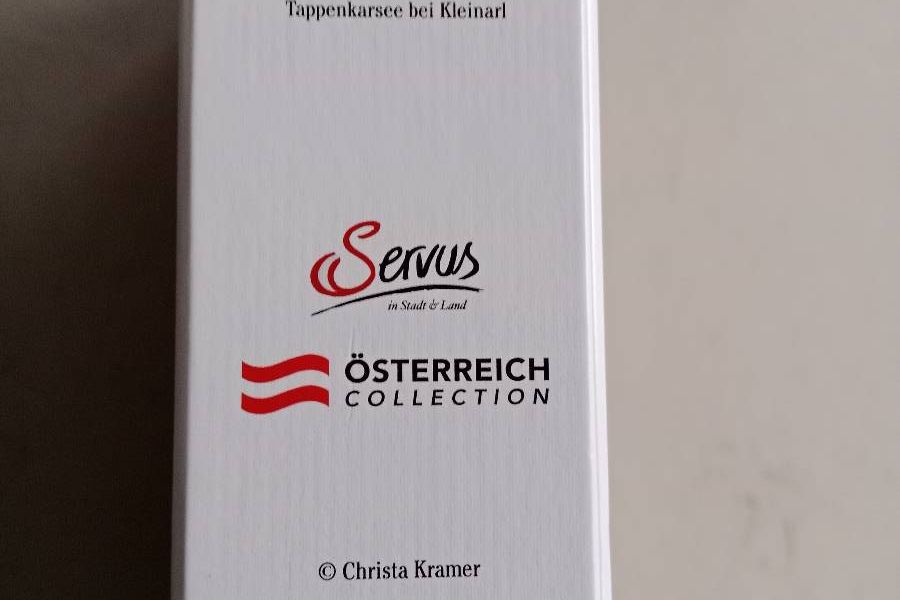 Tappenkarsee bei Kleinarl
Servus
in Stadt & Land
ÖSTERREICH
COLLECTION
© Christa Kramer